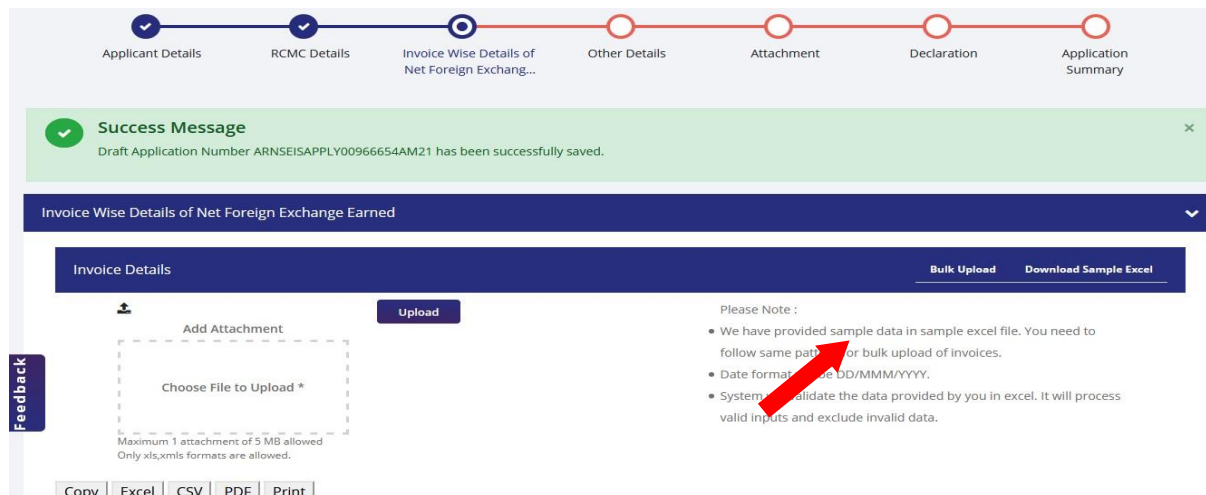 Applicant Details
RCMC Details
Invoice Wise Details of
Net Foreign Exchang...
Other Details
Attachment
Declaration
Application
Summary
Success Message
×
Draft Application Number ARNSEISAPPLY00966654AM21 has been successfully saved.
Invoice Wise Details of Net Foreign Exchange Earned
Invoice Details
Bulk Upload
Download Sample Excel
Add Attachment
Upload
Choose File to Upload *
Maximum 1 attachment of 5 MB allowed
Only xls,xmls formats are allowed.
Please Note :
• We have provided sample data in sample excel file. You need to
follow same bulk upload of invoices.
• Date format DD/MMM/YYYY.
• System validate the data provided by you in excel. It will process
valid inputs and exclude invalid data.
Feedback
Copy
Excel
CSV
PDF
Print